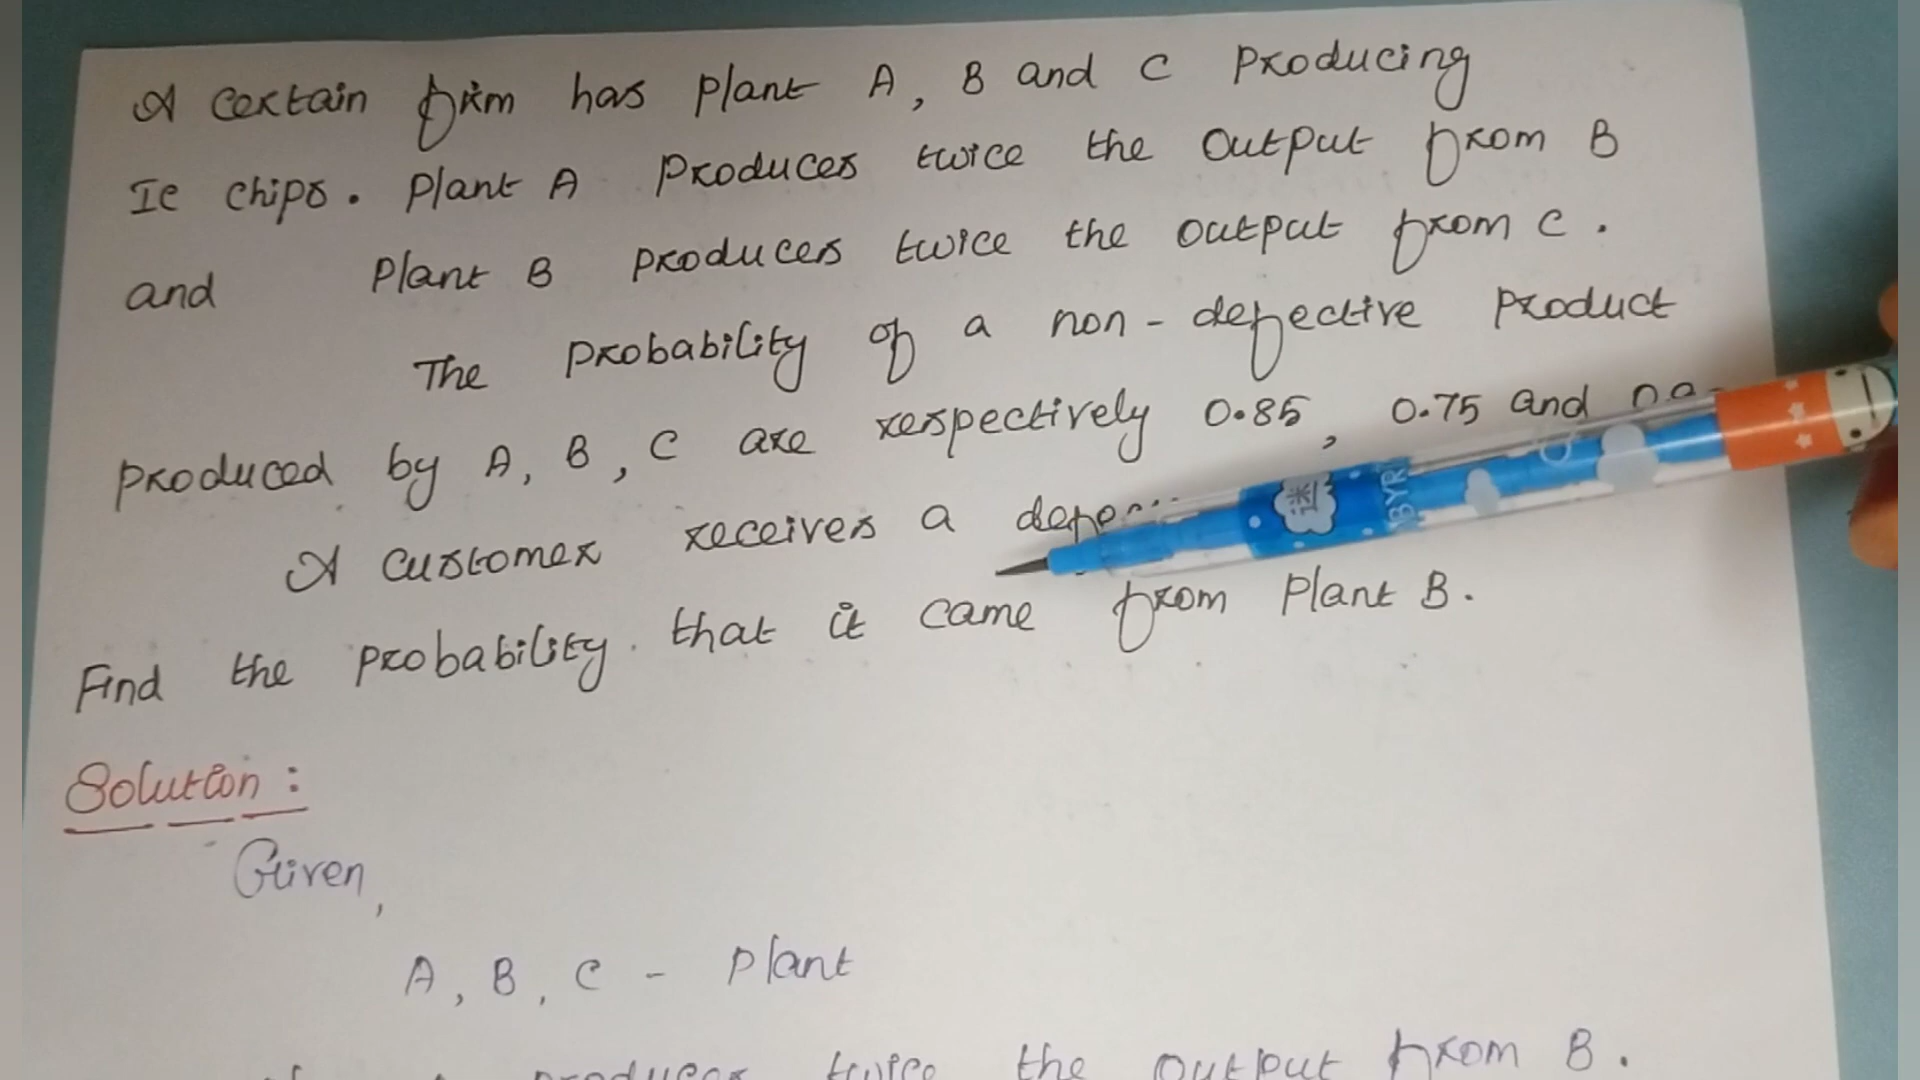 A certain firm has plant A, B and C Producing
IC chips. Plant A Produces twice the output from B
and Plant B produces twice the output from C.
The probability of a non-defective product
produced by A, B, C are respectively 0.85, 0.75 and
A customer receives a
Find the probability that it came from plant B.
Solution:
Given,
A, B, C - plant
produces twice the output from B.